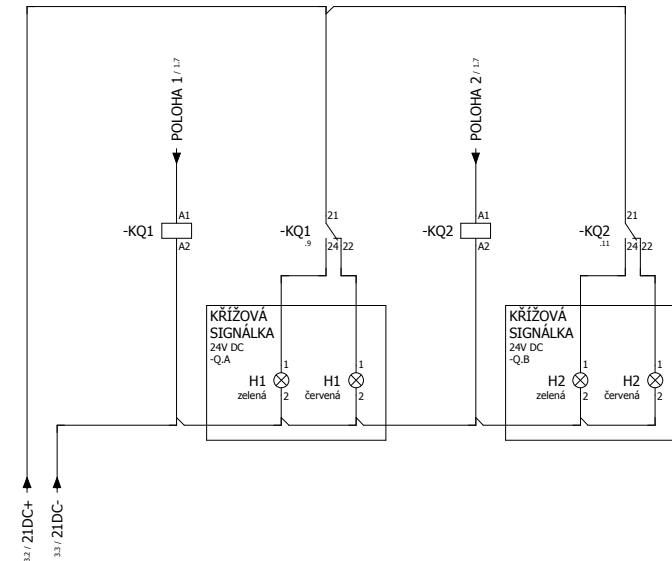 POLOHA 1 / 1.7
POLOHA 2 / 1.7
-KQ1
A1
A2
-KQ1
.9
21
24 22
-KQ2
A1
A2
-KQ2
.11
21
24 22
KŘÍŽOVÁ
SIGNÁLKA
24V DC
-Q.A
H1
zelená
1
2
H1
červená
1
2
KŘÍŽOVÁ
SIGNÁLKA
24V DC
-Q.B
H2
zelená
1
2
H2
červená
1
2
3.2 / 21DC+
3.3 / 21DC-